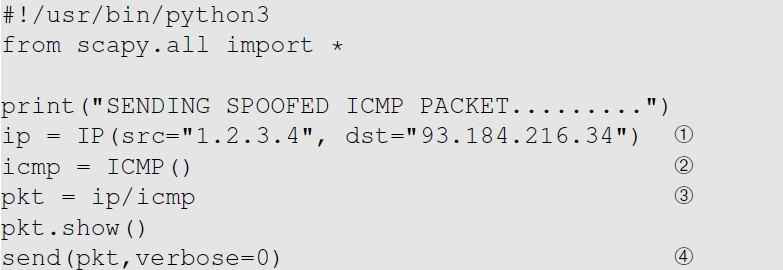 #!/usr/bin/python3
from scapy.all import *
print("SENDING SPOOFED ICMP PACKET.........")
ip = IP(src="1.2.3.4", dst="93.184.216.34") ①
icmp = ICMP() ②
pkt = ip/icmp ③
pkt.show()
send(pkt,verbose=0) ④